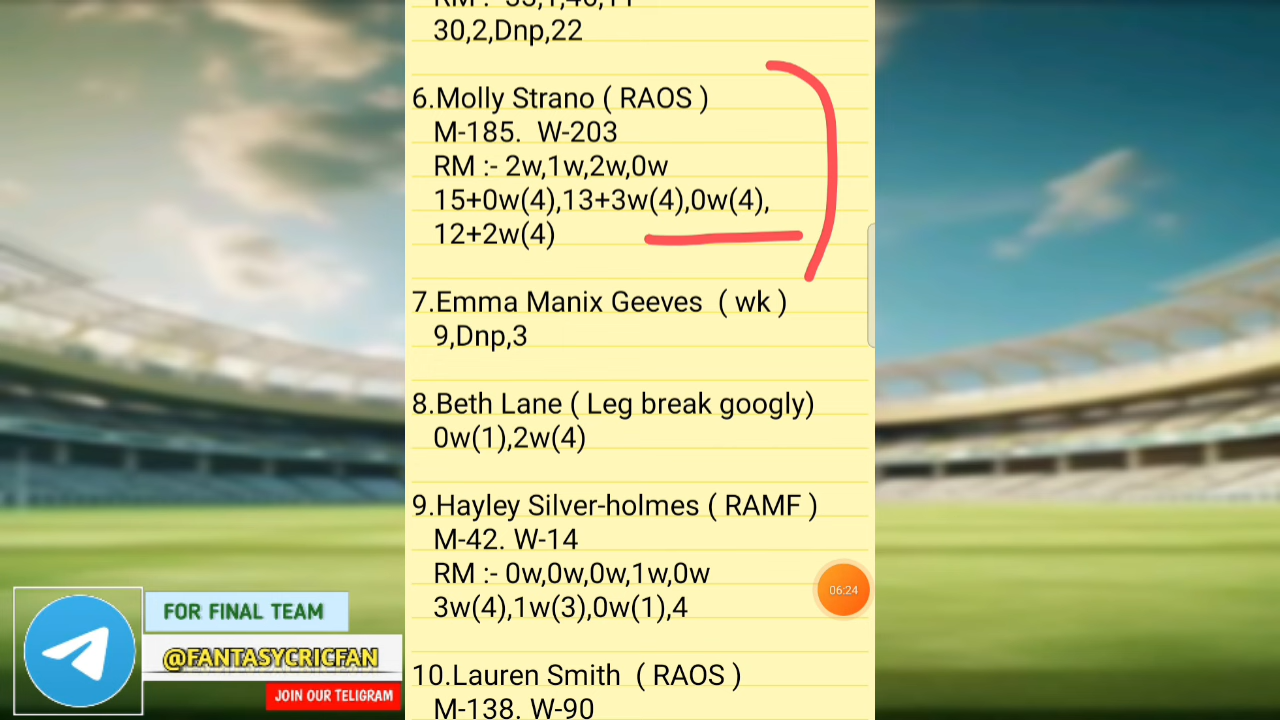 30,2,Dnp,22
6.Molly Strano ( RAOS )
M-185.  W-203
RM :- 2w,1w,2w,0w
15+0w(4),13+3w(4),0w(4),
12+2w(4)
7.Emma Manix Geeves  ( wk )
9,Dnp,3
8.Beth Lane ( Leg break googly)
0w(1),2w(4)
9.Hayley Silver-holmes ( RAMF )
M-42. W-14
RM :- 0w,0w,0w,1w,0w
3w(4),1w(3),0w(1),4
06:24
10.Lauren Smith  ( RAOS )
M-138. W-90
FOR FINAL TEAM
@FANTASYCRICFAN
JOIN OUR TELIGRAM